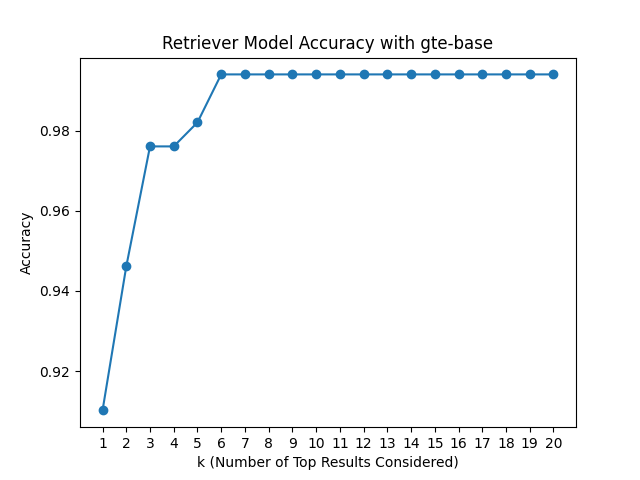 Retriever Model Accuracy with gte-base
0.98
0.96
0.94
0.92
Accuracy
1 2 3 4 5 6 7 8 9 10 11 12 13 14 15 16 17 18 19 20
k (Number of Top Results Considered)